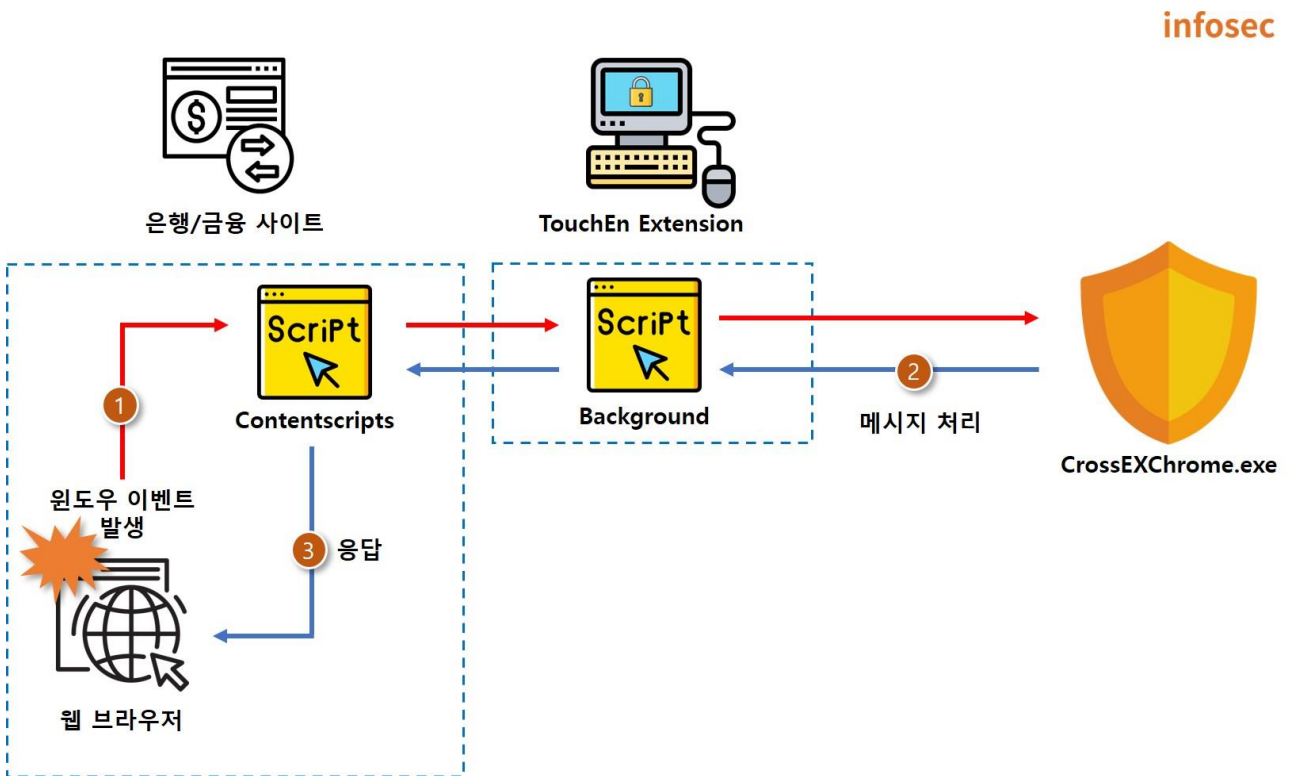 infosec
은행/금융 사이트
TouchEn Extension
ScriPt
ScriPt
Contentscripts
Background
1
2
메시지 처리
CrossEXChrome.exe
윈도우 이벤트
발생
3 응답
웹 브라우저